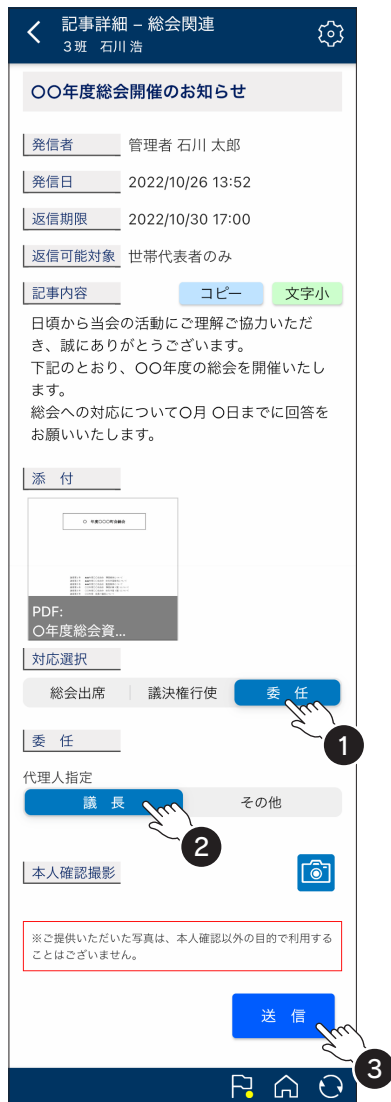 記事詳細 – 総会関連
3班 石川 浩
〇〇年度総会開催のお知らせ
発信者 管理者 石川 太郎
発信日 2022/10/26 13:52
返信期限 2022/10/30 17:00
返信可能対象 世帯代表者のみ
記事内容 コピー 文字小
日頃から当会の活動にご理解ご協力いただ
き、誠にありがとうございます。
下記のとおり、〇〇年度の総会を開催いたし
ます。
総会への対応について〇月 〇日までに回答を
お願いいたします。
添 付
PDF:
〇年度総会資...
対応選択
総会出席 議決権行使 委 任
1
委 任
代理人指定
議 長 その他
2
本人確認撮影
※ご提供いただいた写真は、本人確認以外の目的で利用する
ことはございません。
送 信
3